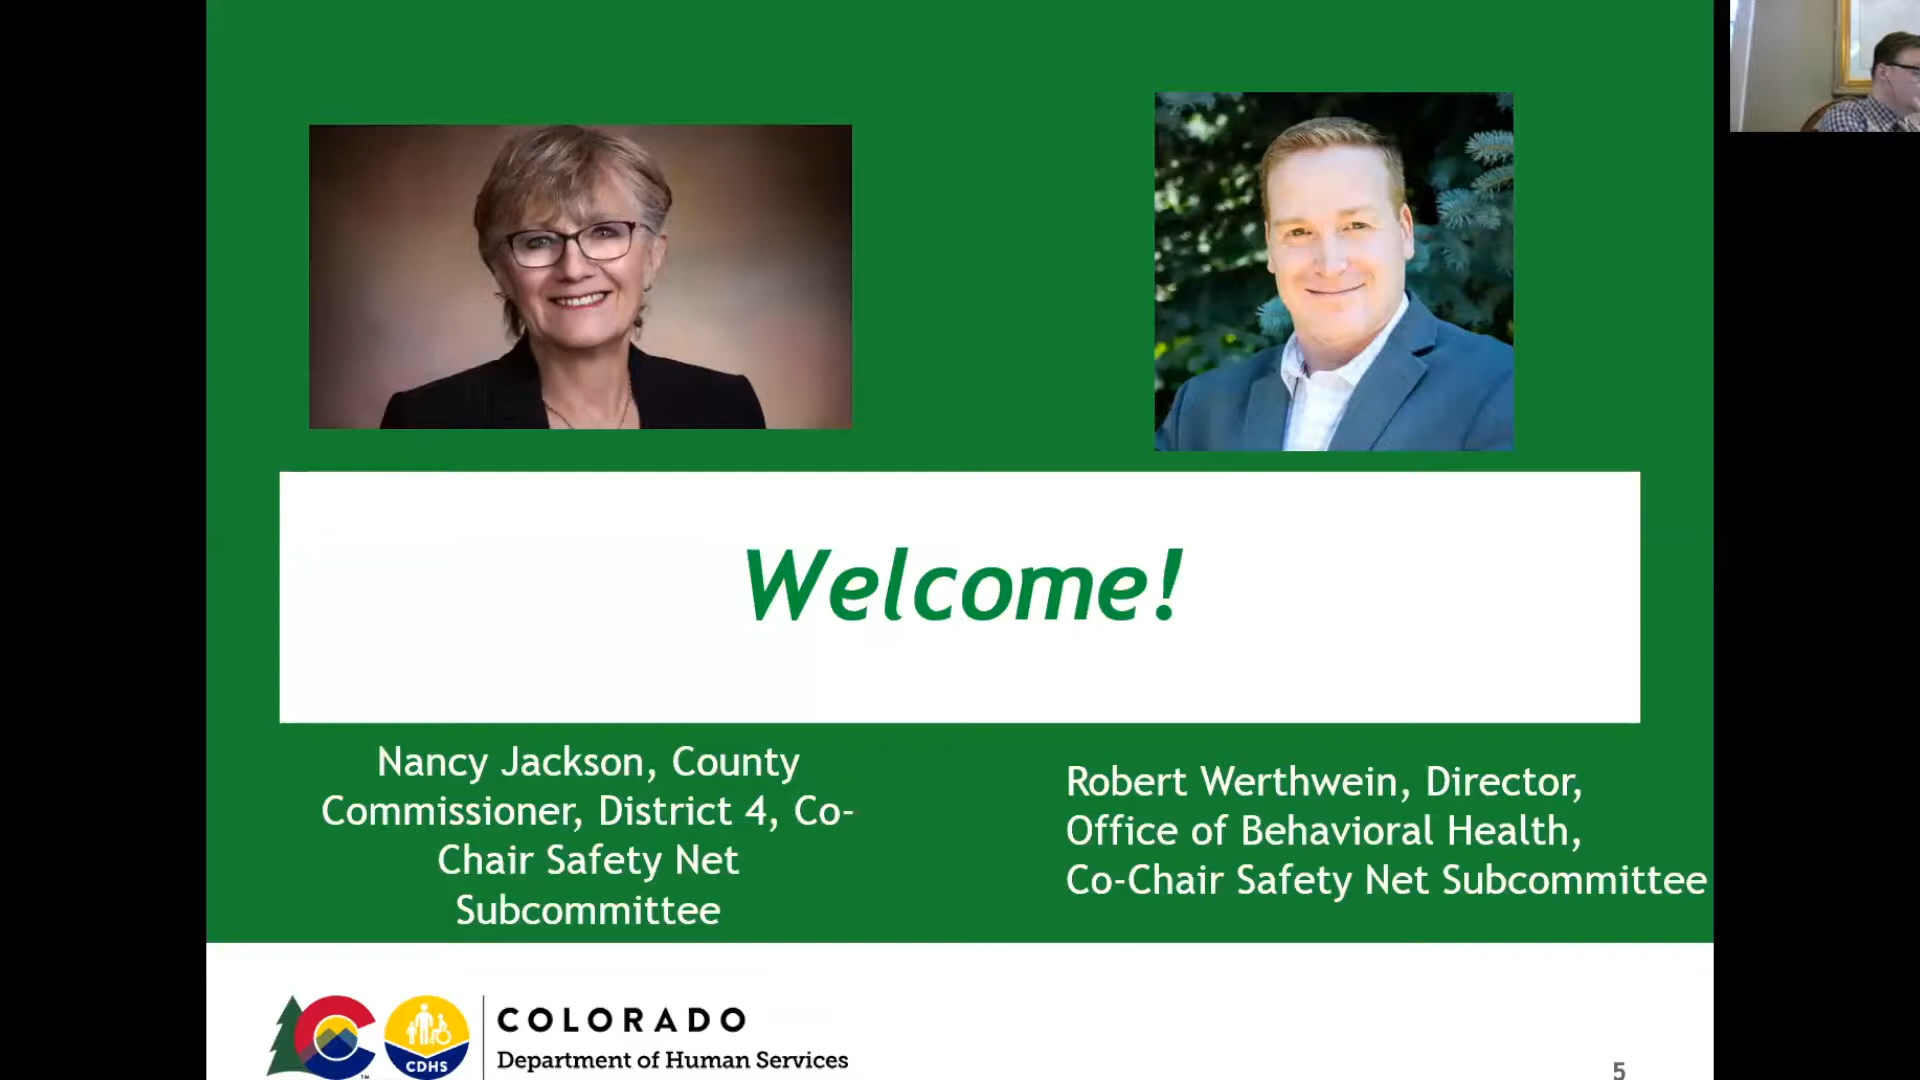 Welcome!
Nancy Jackson, County
Commissioner, District 4, Co-
Chair Safety Net
Subcommittee
Robert Werthwein, Director,
Office of Behavioral Health,
Co-Chair Safety Net Subcommittee
CDHS
TM
COLORADO
Department of Human Services
5